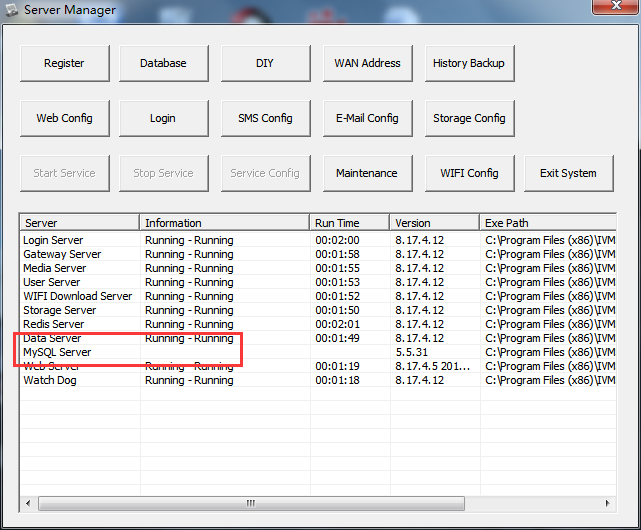 Server Manager
Register Database DIY WAN Address History Backup
Web Config Login SMS Config E-Mail Config Storage Config
Start Service Stop Service Service Config Maintenance WIFI Config Exit System
Server Information Run Time Version Exe Path
Login Server Running - Running 00:02:00 8.17.4.12 C:\Program Files (x86)\IVM
Gateway Server Running - Running 00:01:58 8.17.4.12 C:\Program Files (x86)\IVM
Media Server Running - Running 00:01:55 8.17.4.12 C:\Program Files (x86)\IVM
User Server Running - Running 00:01:53 8.17.4.12 C:\Program Files (x86)\IVM
WIFI Download Server Running - Running 00:01:52 8.17.4.12 C:\Program Files (x86)\IVM
Storage Server Running - Running 00:01:50 8.17.4.12 C:\Program Files (x86)\IVM
Redis Server Running - Running 00:02:01 8.17.4.12 C:\Program Files (x86)\IVM
Data Server Running - Running 00:01:49 8.17.4.12 C:\Program Files (x86)\IVM
MySQL Server 5.5.31 C:\Program Files (x86)\IVM
Web Server Running - Running 00:01:19 8.17.4.5 201... C:\Program Files (x86)\IVM
Watch Dog Running - Running 00:01:18 8.17.4.12 C:\Program Files (x86)\IVM